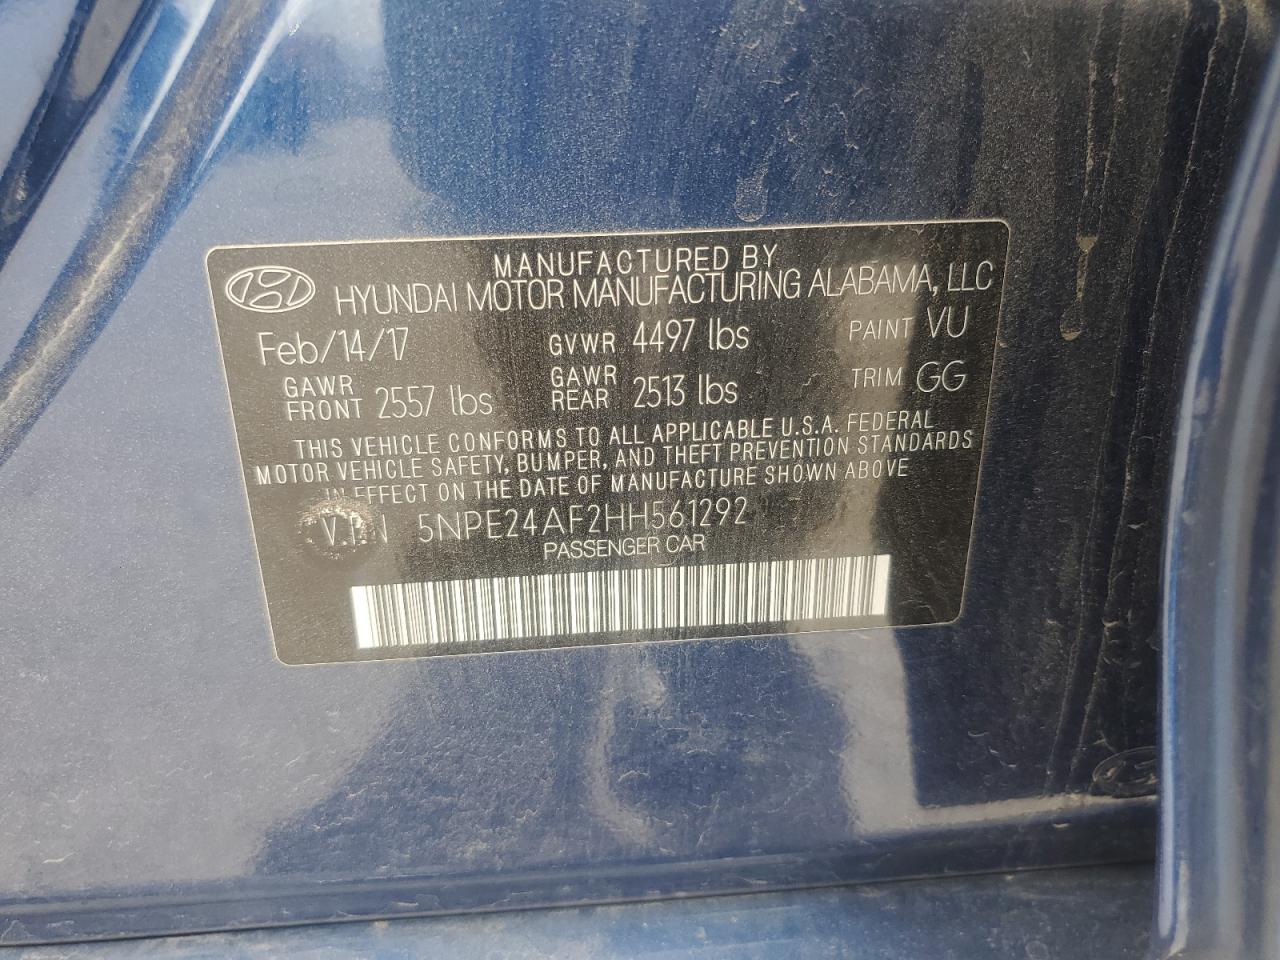 MANUFACTURED BY
HYUNDAI MOTOR MANUFACTURING ALABAMA, LLC
Feb/14/17 GVWR 4497 lbs PAINT VU
GAWR FRONT 2557 lbs GAWR REAR 2513 lbs TRIM GG
THIS VEHICLE CONFORMS TO ALL APPLICABLE U.S.A. FEDERAL
MOTOR VEHICLE SAFETY, BUMPER, AND THEFT PREVENTION STANDARDS
IN EFFECT ON THE DATE OF MANUFACTURE SHOWN ABOVE
V.I.N 5NPE24AF2HH561292
PASSENGER CAR